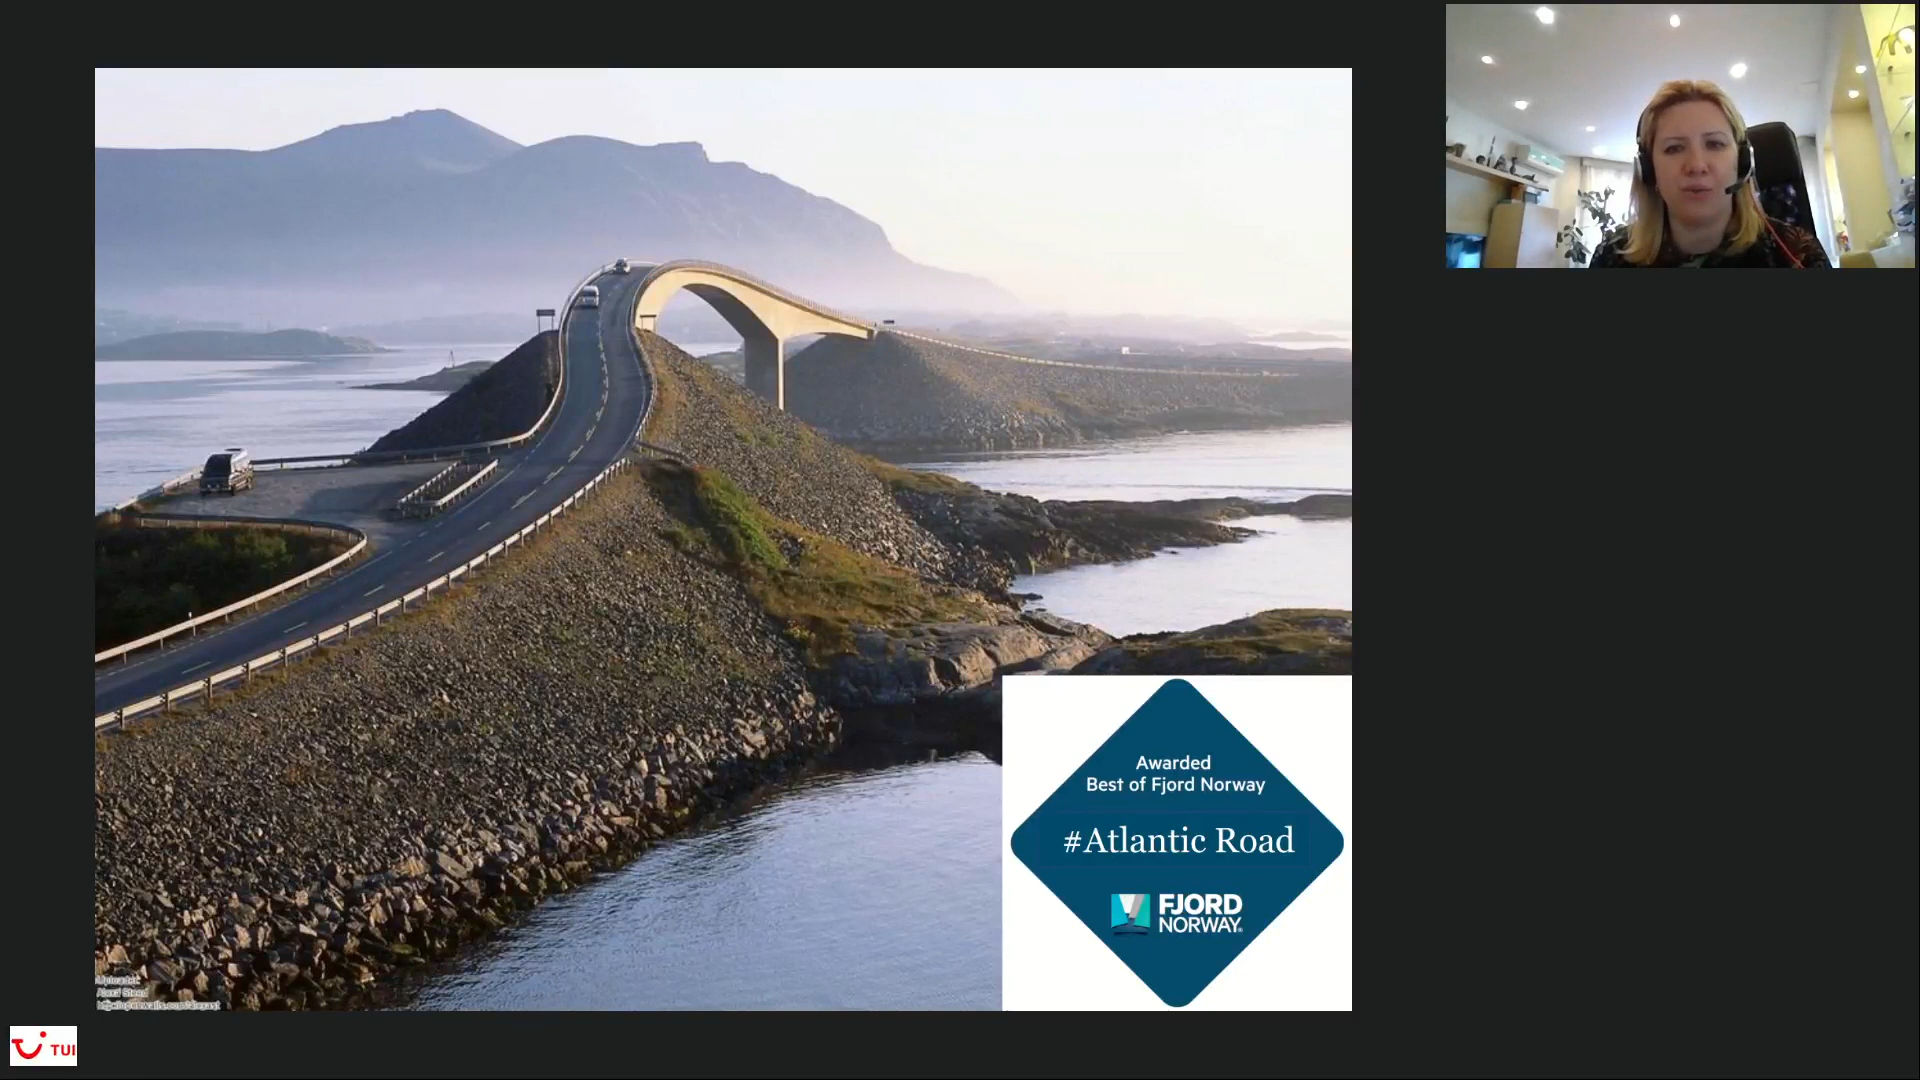 Awarded
Best of Fjord Norway
#Atlantic Road
FJORD
NORWAY
TUI